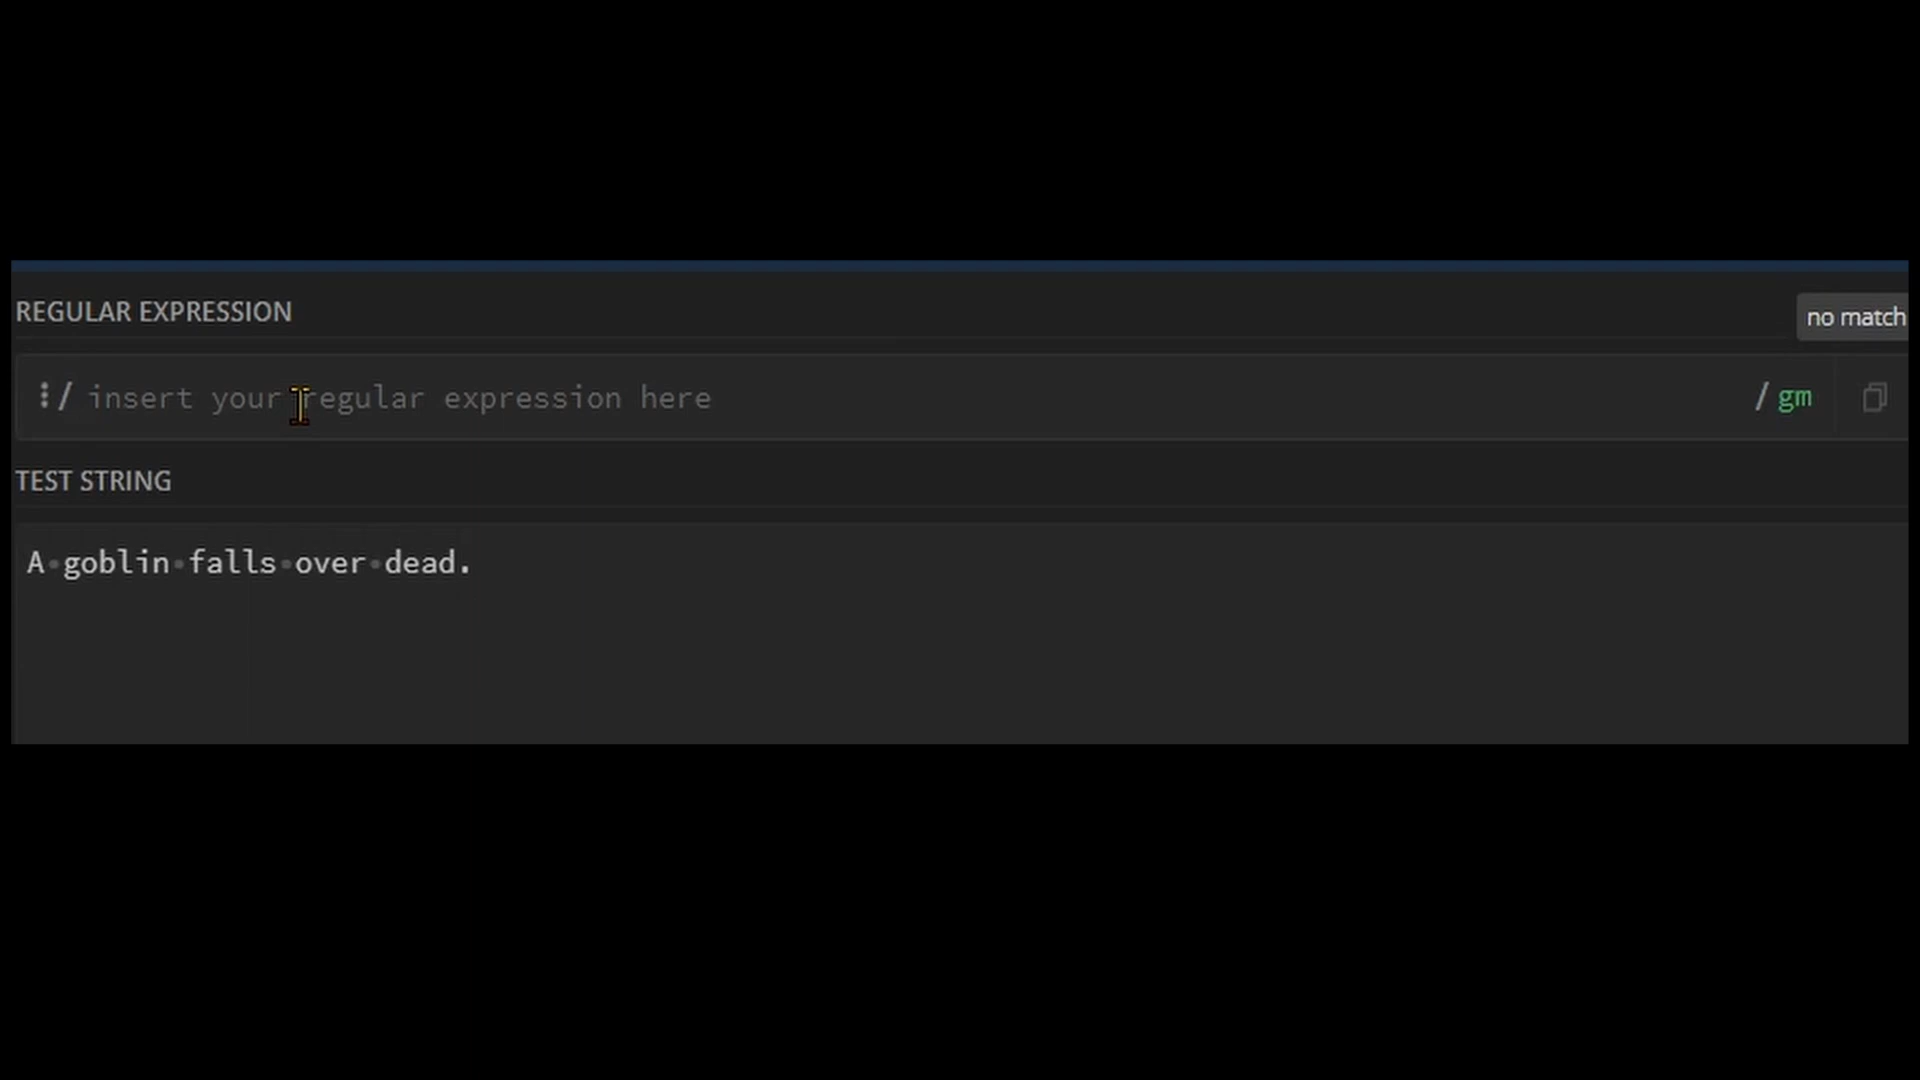 REGULAR EXPRESSION
no match
/ insert your regular expression here / gm
TEST STRING
A goblin falls over dead.